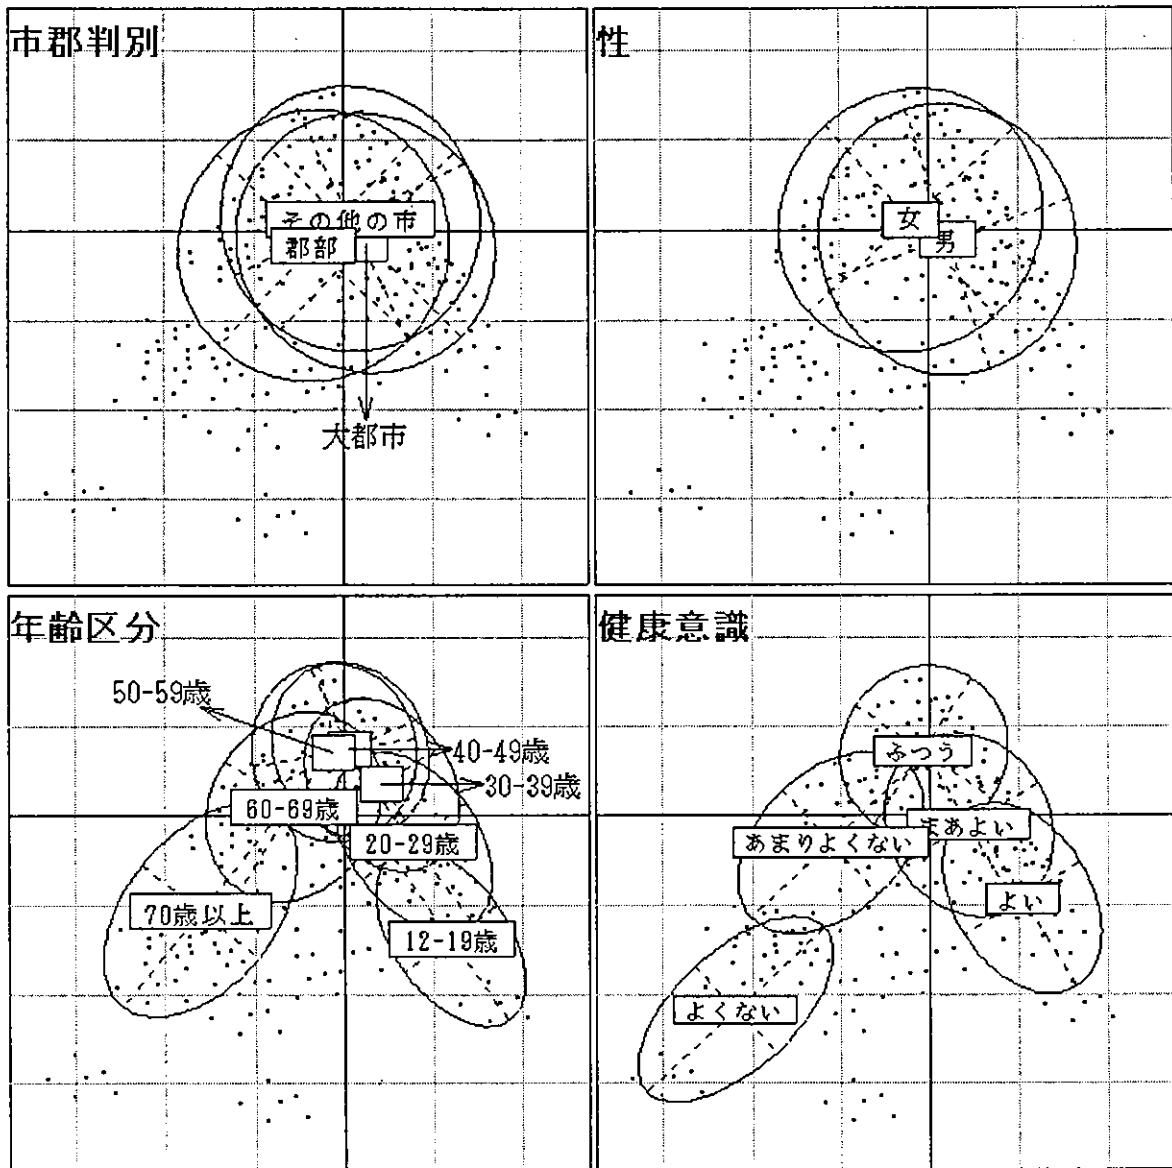 市郡判別
その他の市
郡部
大都市
性
女
男
年齢区分
50-59歳
40-49歳
30-39歳
60-69歳
20-29歳
70歳以上
12-19歳
健康意識
ふつう
まあよい
あまりよくない
よい
よくない